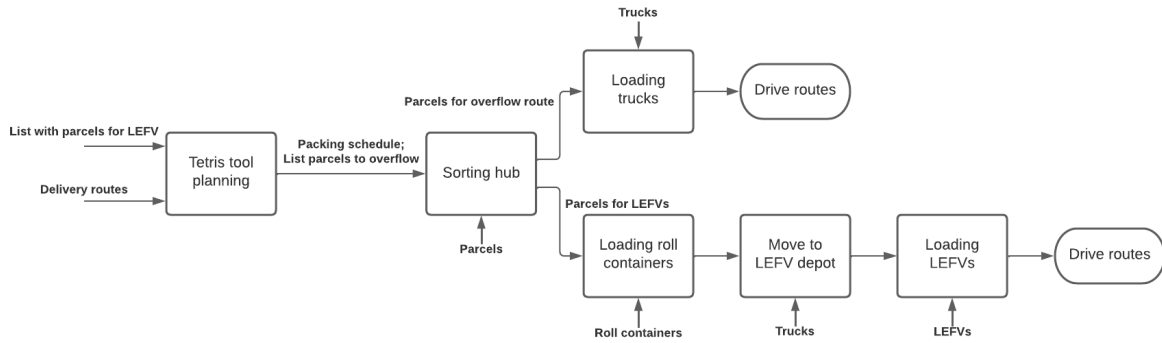 Trucks
Loading
trucks
Drive routes
Parcels for overflow route
List with parcels for LEFV
Tetris tool
planning
Delivery routes
Packing schedule;
List parcels to overflow
Sorting hub
Parcels
Parcels for LEFVs
Loading roll
containers
Roll containers
Move to
LEFV depot
Trucks
Loading
LEFVs
LEFVs
Drive routes